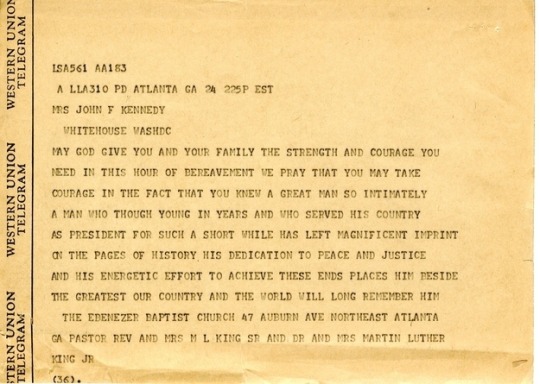 WESTERN UNION
TELEGRAM
WESTERN UNION
TELEGRAM
WESTERN UNION
TELEGRAM
LSA561 AA183
A LLA310 PD ATLANTA GA 24 225P EST
MRS JOHN F KENNEDY
WHITEHOUSE WASHDC
MAY GOD GIVE YOU AND YOUR FAMILY THE STRENGTH AND COURAGE YOU
NEED IN THIS HOUR OF BEREAVEMENT WE PRAY THAT YOU MAY TAKE
COURAGE IN THE FACT THAT YOU KNEW A GREAT MAN SO INTIMATELY
A MAN WHO THOUGH YOUNG IN YEARS AND WHO SERVED HIS COUNTRY
AS PRESIDENT FOR SUCH A SHORT WHILE HAS LEFT MAGNIFICENT IMPRINT
ON THE PAGES OF HISTORY HIS DEDICATION TO PEACE AND JUSTICE
AND HIS ENERGETIC EFFORT TO ACHIEVE THESE ENDS PLACES HIM BESIDE
THE GREATEST OUR COUNTRY AND THE WORLD WILL LONG REMEMBER HIM
THE EBENEZER BAPTIST CHURCH 47 AUBURN AVE NORTHEAST ATLANTA
GA PASTOR REV AND MRS M L KING SR AND DR AND MRS MARTIN LUTHER
KING JR
(36).